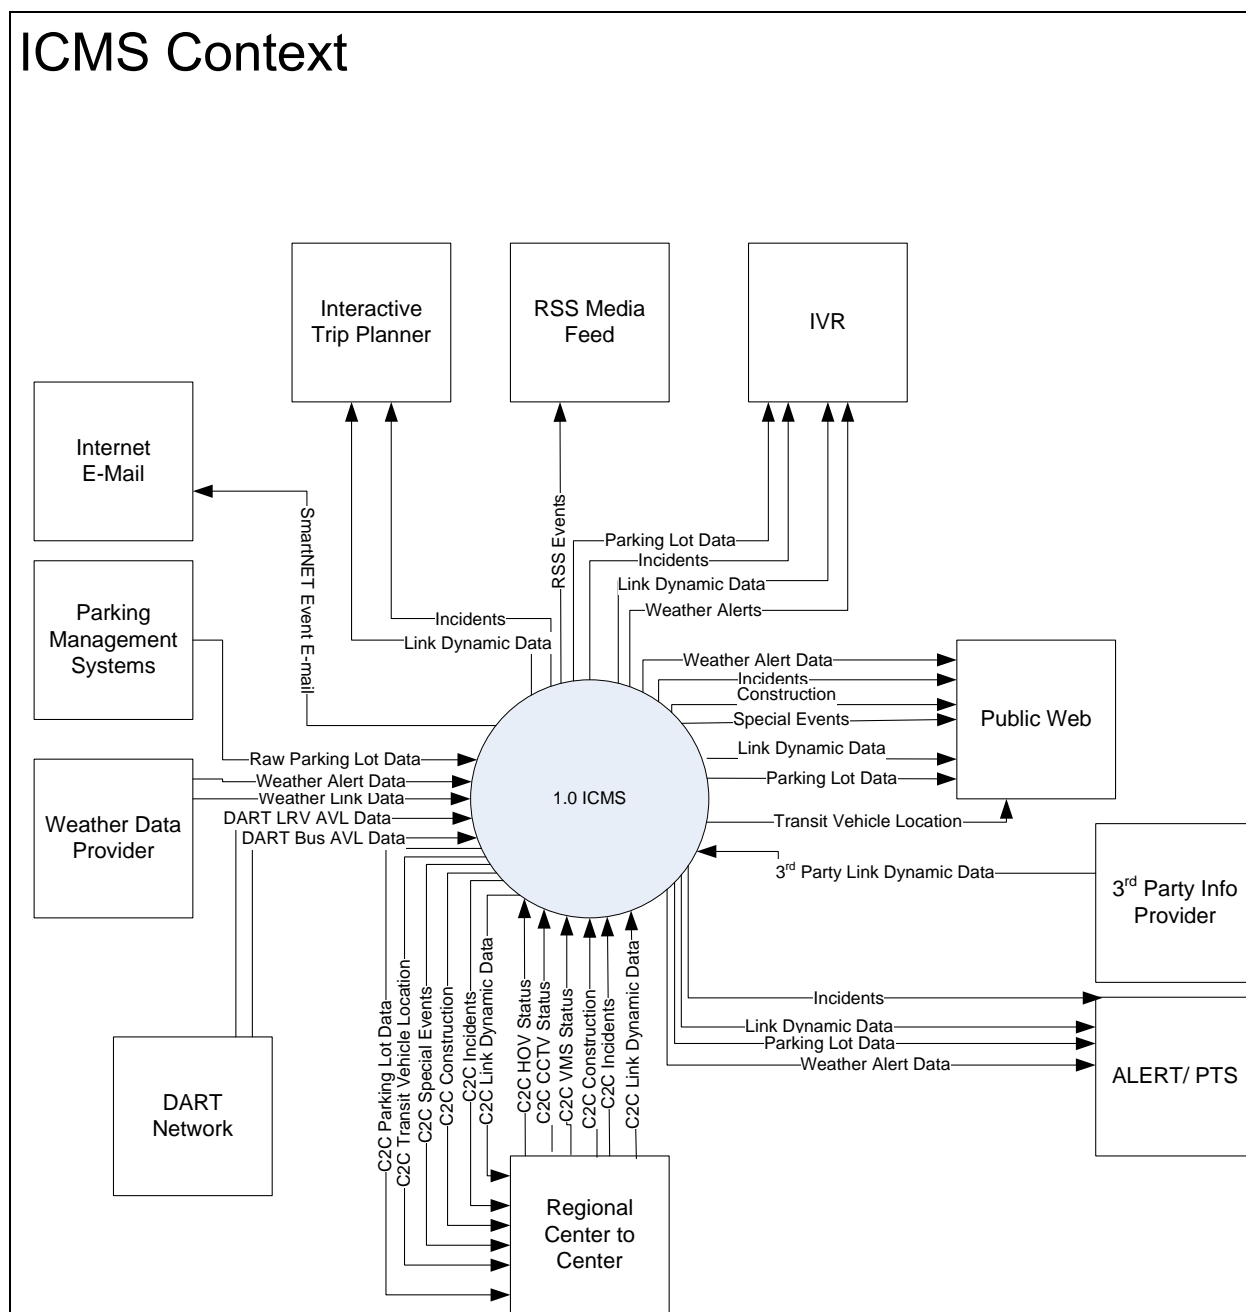 ICMS Context
Interactive
Trip Planner
RSS Media
Feed
IVR
Internet
E-Mail
SmartNET Event E-mail
RSS Events
Parking Lot Data
Incidents
Link Dynamic Data
Weather Alerts
Incidents
Link Dynamic Data
Parking
Management
Systems
Weather Alert Data
Incidents
Construction
Special Events
Link Dynamic Data
Parking Lot Data
Transit Vehicle Location
Public Web
Raw Parking Lot Data
Weather Alert Data
Weather Link Data
DART LRV AVL Data
DART Bus AVL Data
Weather Data
Provider
1.0 ICMS
3rd Party Link Dynamic Data
3rd Party Info
Provider
C2C Parking Lot Data
C2C Transit Vehicle Location
C2C Special Events
C2C Construction
C2C Incidents
C2C Link Dynamic Data
C2C HOV Status
C2C CCTV Status
C2C VMS Status
C2C Construction
C2C Incidents
C2C Link Dynamic Data
Incidents
Link Dynamic Data
Parking Lot Data
Weather Alert Data
ALERT/ PTS
DART
Network
Regional
Center to
Center